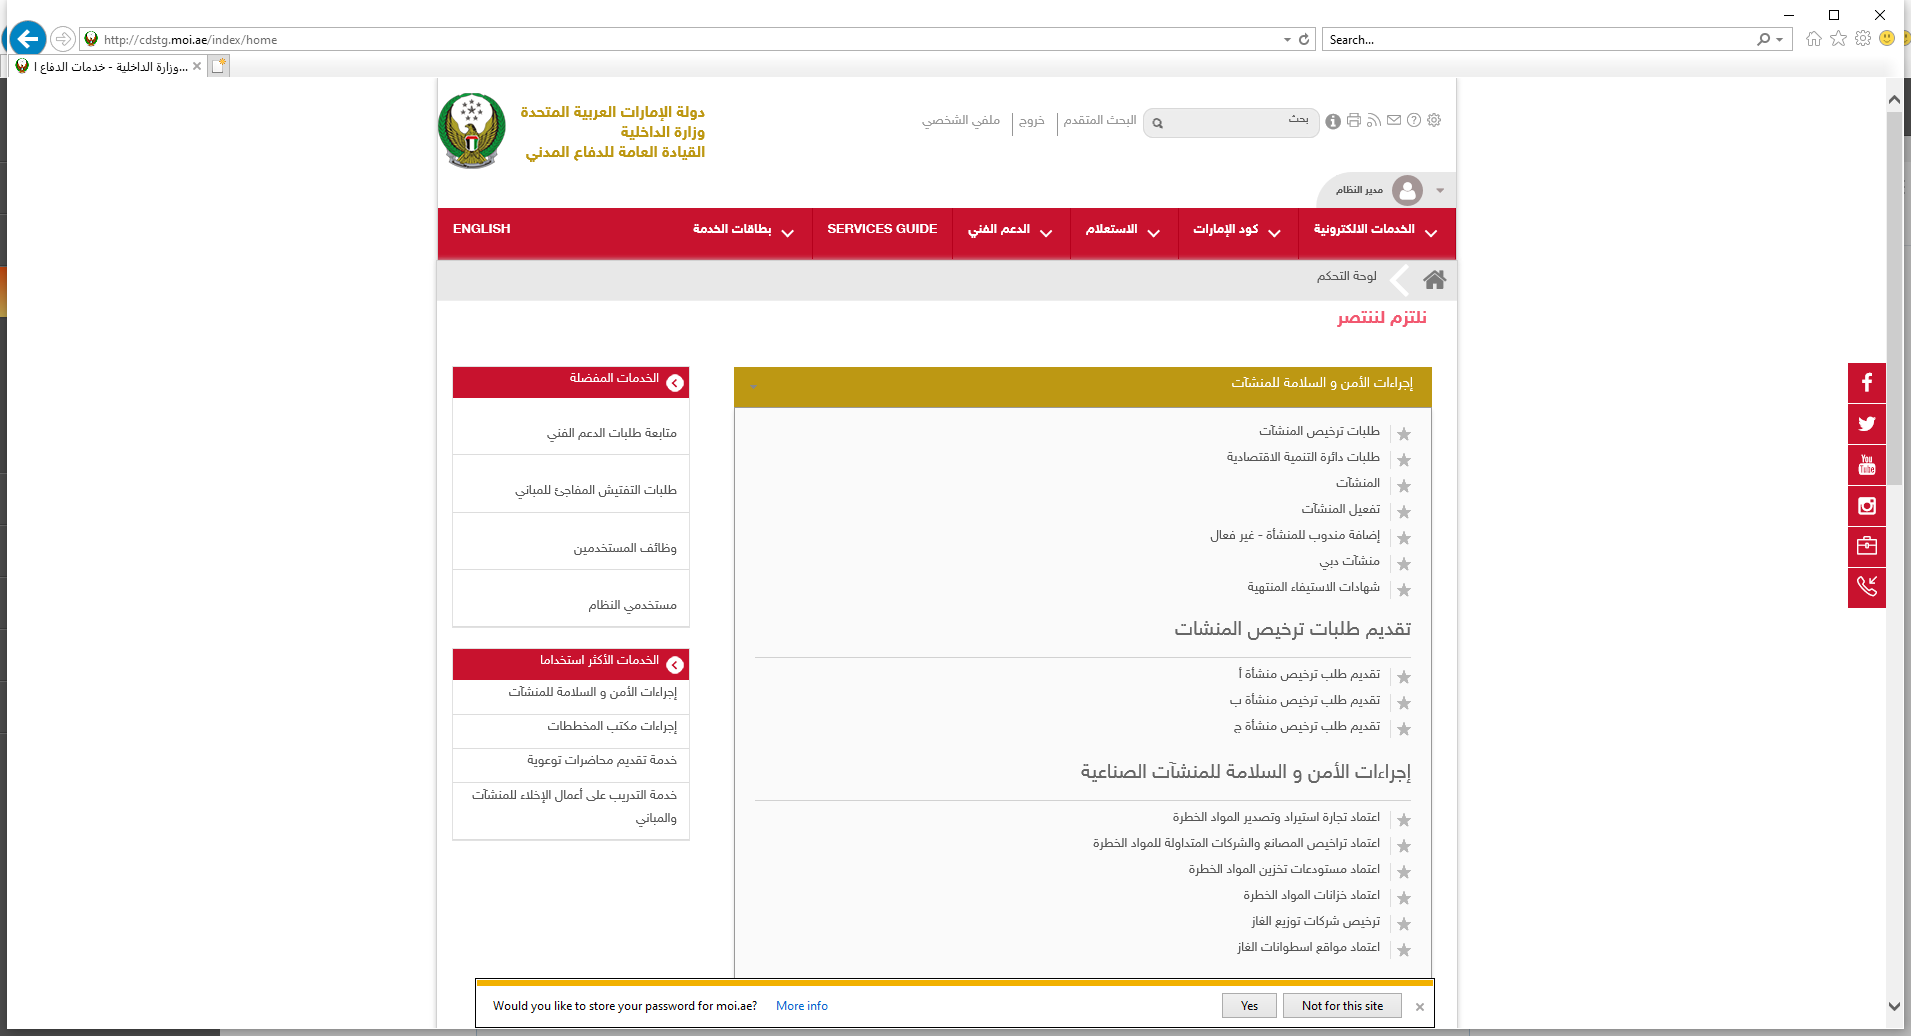 http://cdstg.moi.ae/index/home
Search...
وزارة الداخلية - خدمات الدفاع ا...
دولة الإمارات العربية المتحدة
وزارة الداخلية
القيادة العامة للدفاع المدني
بحث
البحث المتقدم
خروج
ملفي الشخصي
مدير النظام
الخدمات الالكترونية
كود الإمارات
الاستعلام
الدعم الفني
SERVICES GUIDE
بطاقات الخدمة
ENGLISH
لوحة التحكم
نلتزم لننتصر
إجراءات الأمن و السلامة للمنشآت
طلبات ترخيص المنشآت
طلبات دائرة التنمية الاقتصادية
المنشآت
تفعيل المنشآت
إضافة مندوب للمنشأة - غير فعال
منشآت دبي
شهادات الاستيفاء المنتهية
تقديم طلبات ترخيص المنشات
تقديم طلب ترخيص منشأة أ
تقديم طلب ترخيص منشأة ب
تقديم طلب ترخيص منشأة ج
إجراءات الأمن و السلامة للمنشآت الصناعية
اعتماد تجارة استيراد وتصدير المواد الخطرة
اعتماد تراخيص المصانع والشركات المتداولة للمواد الخطرة
اعتماد مستودعات تخزين المواد الخطرة
اعتماد خزانات المواد الخطرة
ترخيص شركات توزيع الغاز
اعتماد مواقع اسطوانات الغاز
الخدمات المفضلة
متابعة طلبات الدعم الفني
طلبات التفتيش المفاجئ للمباني
وظائف المستخدمين
مستخدمي النظام
الخدمات الأكثر استخداما
إجراءات الأمن و السلامة للمنشآت
إجراءات مكتب المخططات
خدمة تقديم محاضرات توعوية
خدمة التدريب على أعمال الإخلاء للمنشآت
والمباني
You
Tube
Would you like to store your password for moi.ae?
More info
Yes
Not for this site